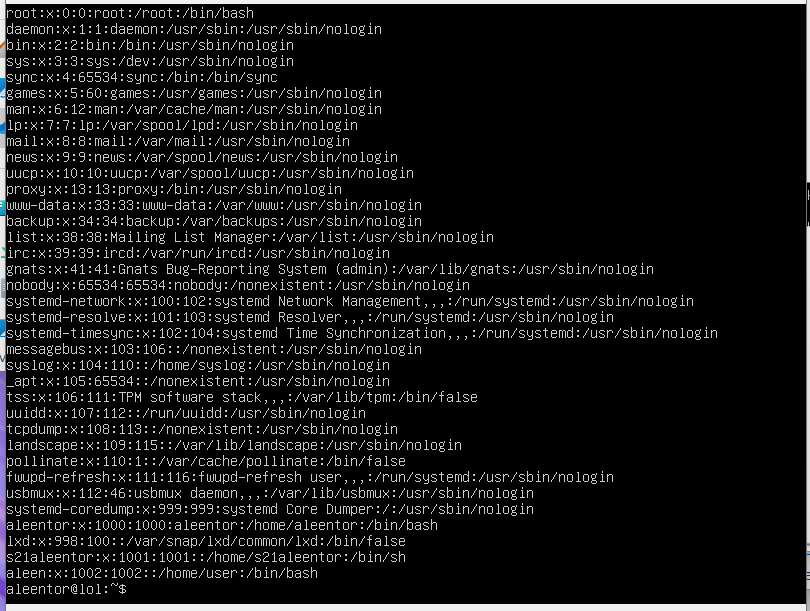 root:x:0:0:root:/root:/bin/bash
daemon:x:1:1:daemon:/usr/sbin:/usr/sbin/nologin
bin:x:2:2:bin:/bin:/usr/sbin/nologin
sys:x:3:3:sys:/dev:/usr/sbin/nologin
sync:x:4:65534:sync:/bin:/bin/sync
games:x:5:60:games:/usr/games:/usr/sbin/nologin
man:x:6:12:man:/var/cache/man:/usr/sbin/nologin
lp:x:7:7:lp:/var/spool/lpd:/usr/sbin/nologin
mail:x:8:8:mail:/var/mail:/usr/sbin/nologin
news:x:9:9:news:/var/spool/news:/usr/sbin/nologin
uucp:x:10:10:uucp:/var/spool/uucp:/usr/sbin/nologin
proxy:x:13:13:proxy:/bin:/usr/sbin/nologin
www-data:x:33:33:www-data:/var/www:/usr/sbin/nologin
backup:x:34:34:backup:/var/backups:/usr/sbin/nologin
list:x:38:38:Mailing List Manager:/var/list:/usr/sbin/nologin
irc:x:39:39:ircd:/var/run/ircd:/usr/sbin/nologin
gnats:x:41:41:Gnats Bug-Reporting System (admin):/var/lib/gnats:/usr/sbin/nologin
nobody:x:65534:65534:nobody:/nonexistent:/usr/sbin/nologin
systemd-network:x:100:102:systemd Network Management,,,:/run/systemd:/usr/sbin/nologin
systemd-resolve:x:101:103:systemd Resolver,,,:/run/systemd:/usr/sbin/nologin
systemd-timesync:x:102:104:systemd Time Synchronization,,,:/run/systemd:/usr/sbin/nologin
messagebus:x:103:106::/nonexistent:/usr/sbin/nologin
syslog:x:104:110::/home/syslog:/usr/sbin/nologin
_apt:x:105:65534::/nonexistent:/usr/sbin/nologin
tss:x:106:111:TPM software stack,,,:/var/lib/tpm:/bin/false
uuidd:x:107:112::/run/uuidd:/usr/sbin/nologin
tcpdump:x:108:113::/nonexistent:/usr/sbin/nologin
landscape:x:109:115::/var/lib/landscape:/usr/sbin/nologin
pollinate:x:110:1::/var/cache/pollinate:/bin/false
fwupd-refresh:x:111:116:fwupd-refresh user,,,:/run/systemd:/usr/sbin/nologin
usbmux:x:112:46:usbmux daemon,,,:/var/lib/usbmux:/usr/sbin/nologin
systemd-coredump:x:999:999:systemd Core Dumper:/:/usr/sbin/nologin
aleentor:x:1000:1000:aleentor:/home/aleentor:/bin/bash
lxd:x:998:100::/var/snap/lxd/common/lxd:/bin/false
s21aleentor:x:1001:1001::/home/s21aleentor:/bin/sh
aleen:x:1002:1002::/home/user:/bin/bash
aleentor@lol:~$